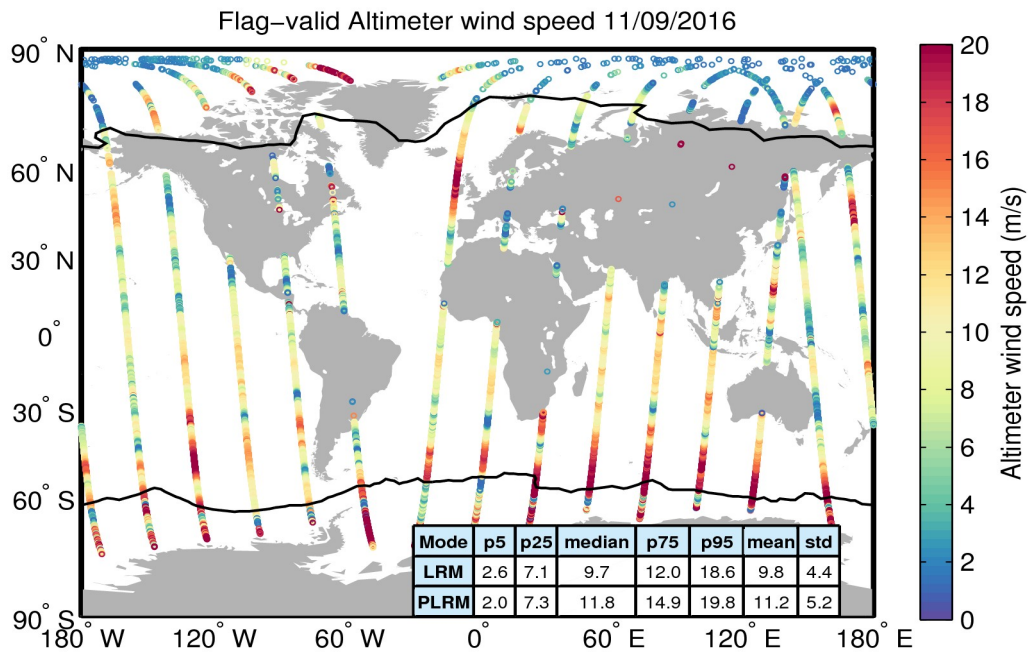 Flag−valid Altimeter wind speed 11/09/2016
90° N
60° N
30° N
0°
30° S
60° S
90° S
180° W
120° W
60° W
0°
60° E
120° E
180° E
Mode p5 p25 median p75 p95 mean std
LRM 2.6 7.1 9.7 12.0 18.6 9.8 4.4
PLRM 2.0 7.3 11.8 14.9 19.8 11.2 5.2
20
18
16
14
12
10
8
6
4
2
0
Altimeter wind speed (m/s)